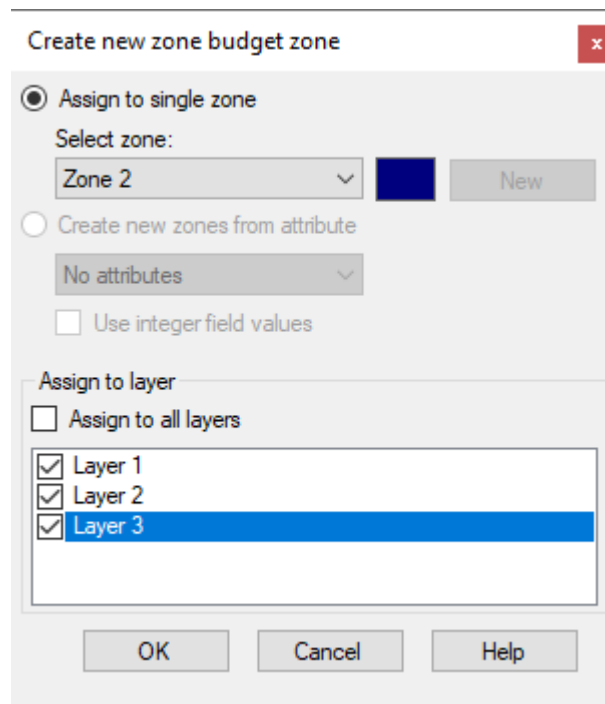 Create new zone budget zone
x
Assign to single zone
Select zone:
Zone 2
New
Create new zones from attribute
No attributes
Use integer field values
Assign to layer
Assign to all layers
Layer 1
Layer 2
Layer 3
OK Cancel Help